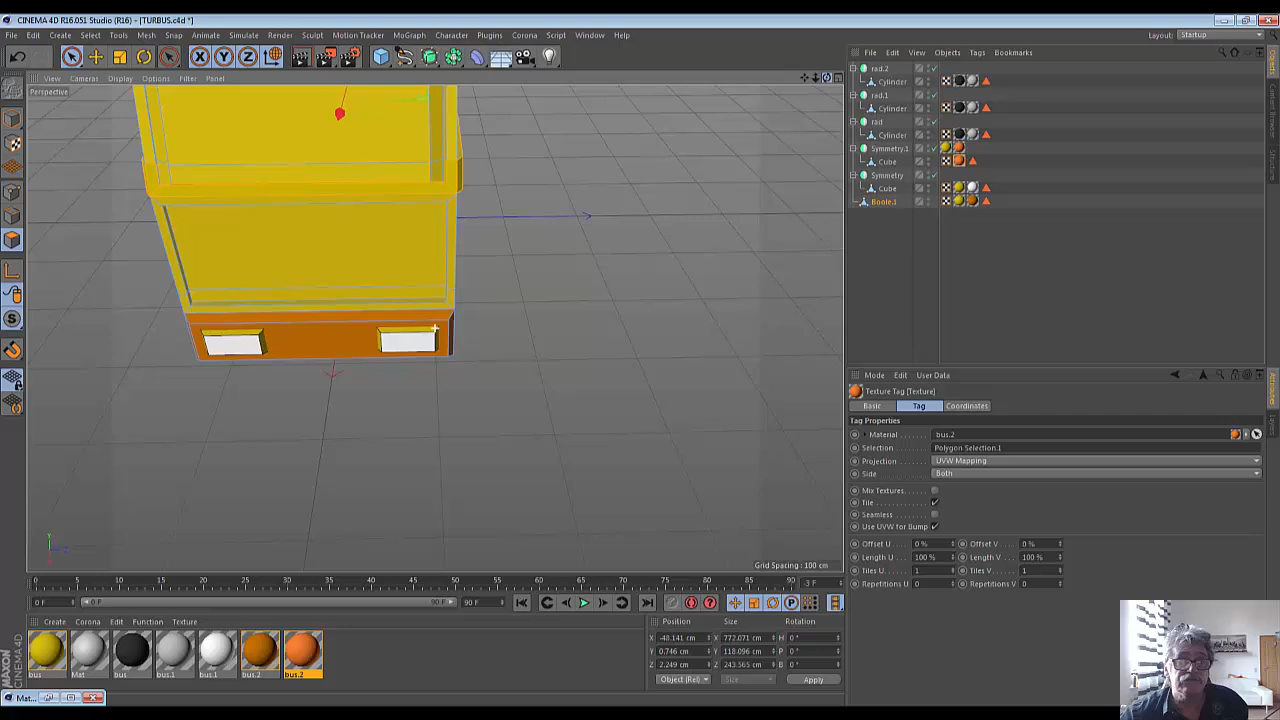 CINEMA 4D R16.051 Studio (R16) - [TURBUS.c4d *]
File Edit Create Select Tools Mesh Snap Animate Simulate Render Sculpt Motion Tracker MoGraph Character Plugins Corona Script Window Help
Layout: Startup
X Y Z
View Cameras Display Options Filter Panel
Perspective
File Edit View Objects Tags Bookmarks
rad.2
Cylinder
rad.1
Cylinder
rad
Cylinder
Symmetry.1
Cube
Symmetry
Cube
Boole.1
Mode Edit User Data
Texture Tag [Texture]
Basic Tag Coordinates
Tag Properties
Material bus.2
Selection Polygon Selection.1
Projection UVW Mapping
Side Both
Mix Textures
Tile
Seamless
Use UVW for Bump
Offset U 0 % Offset V 0 %
Length U 100 % Length V 100 %
Tiles U 1 Tiles V 1
Repetitions U 0 Repetitions V 0
Grid Spacing : 100 cm
0 5 10 15 20 25 30 35 40 45 50 55 60 65 70 75 80 85 90 -3 F
0 F 0 F 90 F 90 F
Create Corona Edit Function Texture
bus Mat bus bus.1 bus.1 bus.2 bus.2
Position Size Rotation
X -48.141 cm X 772.071 cm H 0 °
Y 0.746 cm Y 118.096 cm P 0 °
Z 2.249 cm Z 243.565 cm B 0 °
Object (Rel) Size Apply
MAXON CINEMA 4D
Mat...